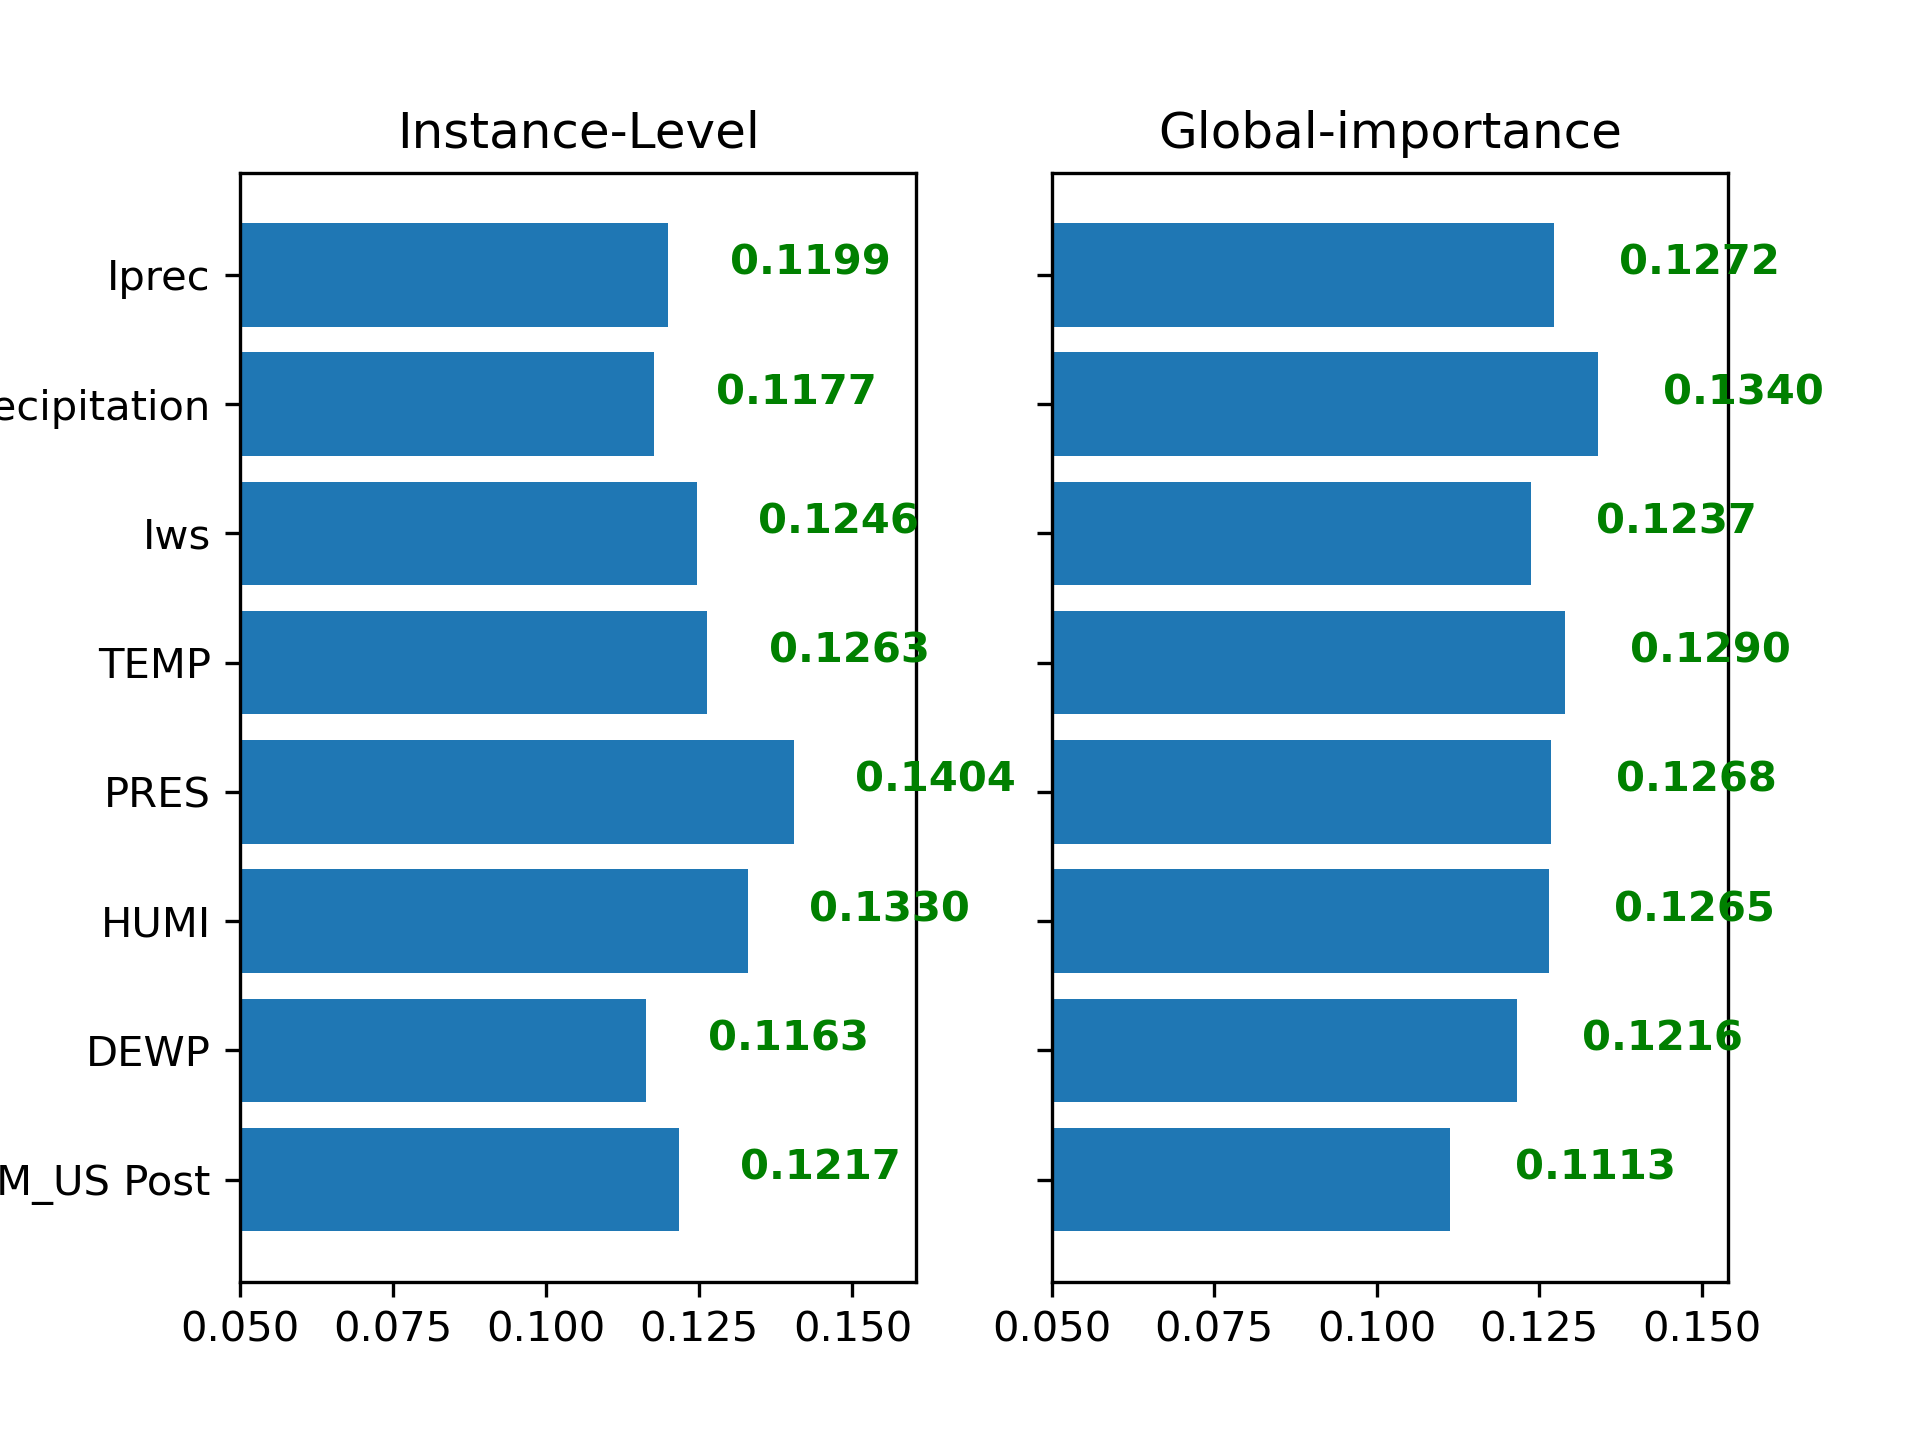 Instance-Level Global-importance
Iprec 0.1199 0.1272
ecipitation 0.1177 0.1340
Iws 0.1246 0.1237
TEMP 0.1263 0.1290
PRES 0.1404 0.1268
HUMI 0.1330 0.1265
DEWP 0.1163 0.1216
M_US Post 0.1217 0.1113
0.050 0.075 0.100 0.125 0.150 0.050 0.075 0.100 0.125 0.150